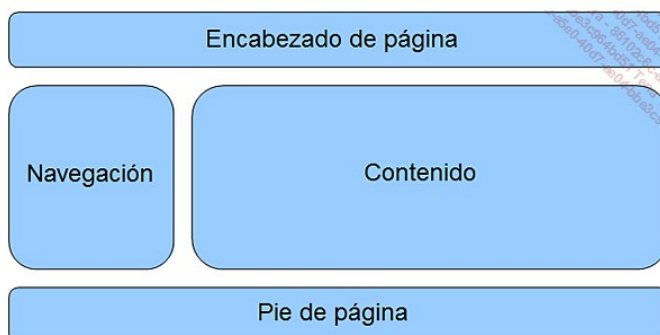 Encabezado de página
Navegación
Contenido
Pie de página